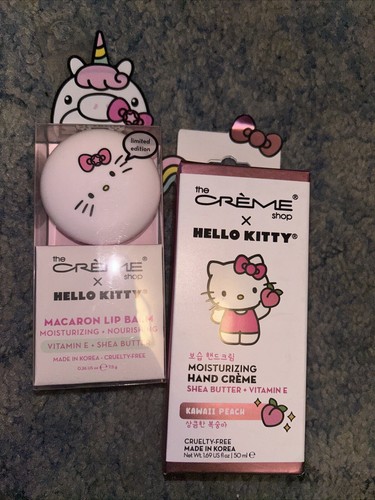 limited
edition
the
CRÈME®
shop
×
HELLO KITTY®
MACARON LIP BALM
MOISTURIZING • NOURISHING
VITAMIN E • SHEA BUTTER
MADE IN KOREA • CRUELTY-FREE
the
CRÈME®
shop
×
HELLO KITTY®
보습 핸드크림
MOISTURIZING
HAND CRÈME
SHEA BUTTER • VITAMIN E
KAWAII PEACH
상큼한 복숭아
CRUELTY-FREE
MADE IN KOREA
Net Wt. 1.69 US fl oz | 50 ml ℮